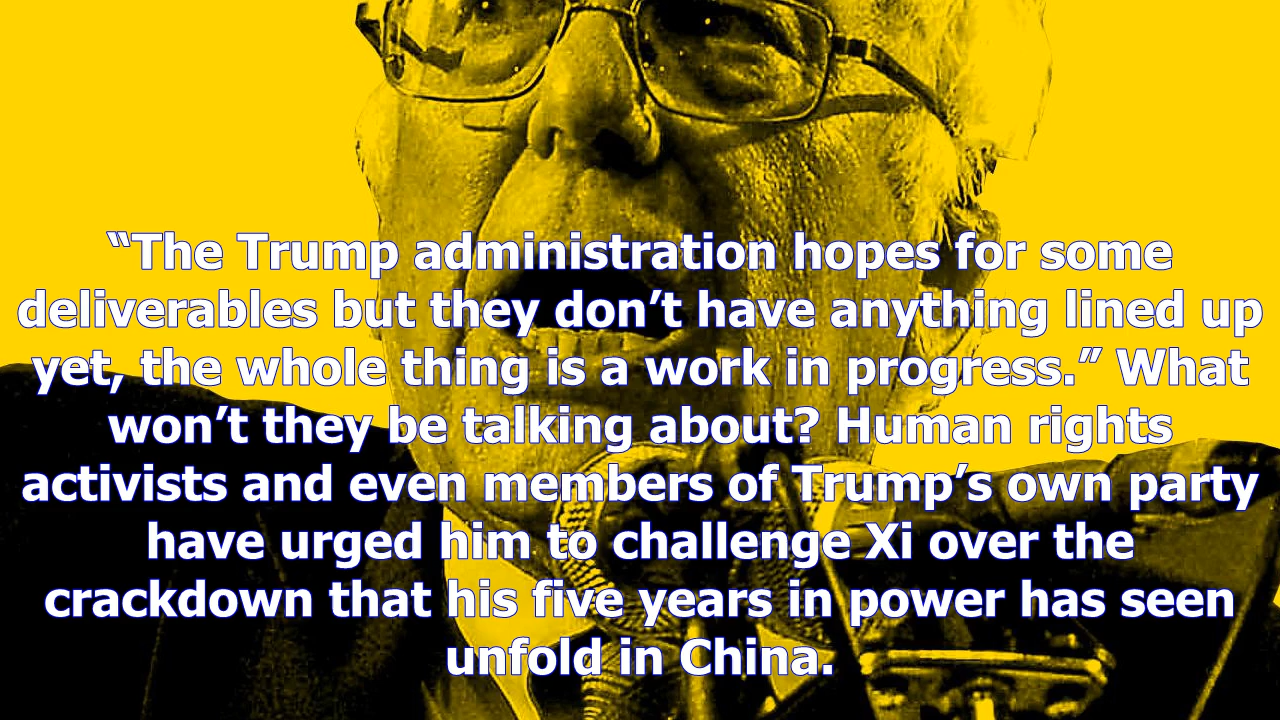 “The Trump administration hopes for some
deliverables but they don’t have anything lined up
yet, the whole thing is a work in progress.” What
won’t they be talking about? Human rights
activists and even members of Trump’s own party
have urged him to challenge Xi over the
crackdown that his five years in power has seen
unfold in China.